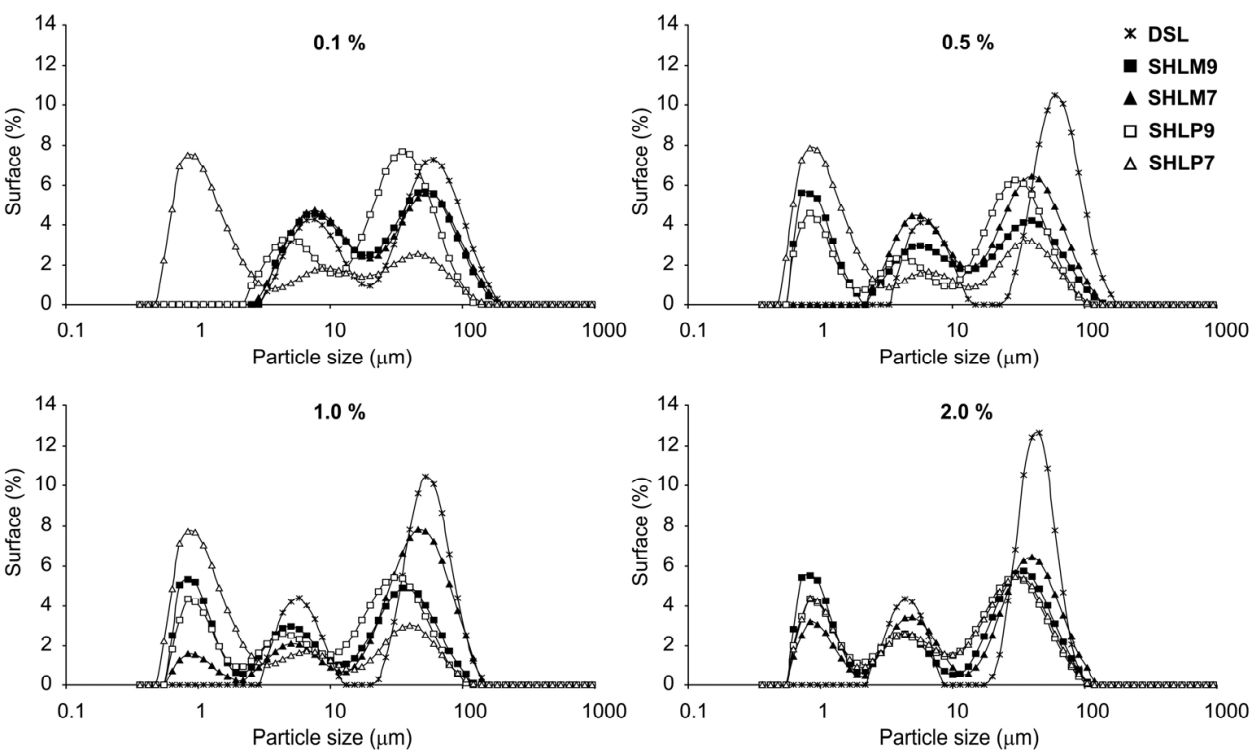 14
12
10
8
6
4
2
0
Surface (%)
0.1 %
0.1 1 10 100 1000
Particle size (μm)
14
12
10
8
6
4
2
0
Surface (%)
0.5 %
0.1 1 10 100 1000
Particle size (μm)
DSL
SHLM9
SHLM7
SHLP9
SHLP7
14
12
10
8
6
4
2
0
Surface (%)
1.0 %
0.1 1 10 100 1000
Particle size (μm)
14
12
10
8
6
4
2
0
Surface (%)
2.0 %
0.1 1 10 100 1000
Particle size (μm)